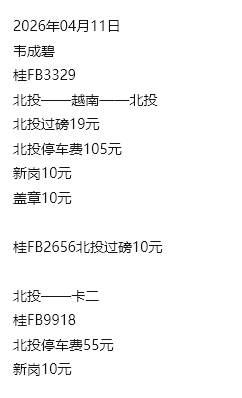 2026年04月11日
韦成碧
桂FB3329
北投——越南——北投
北投过磅19元
北投停车费105元
新岗10元
盖章10元
桂FB2656北投过磅10元
北投——卡二
桂FB9918
北投停车费55元
新岗10元